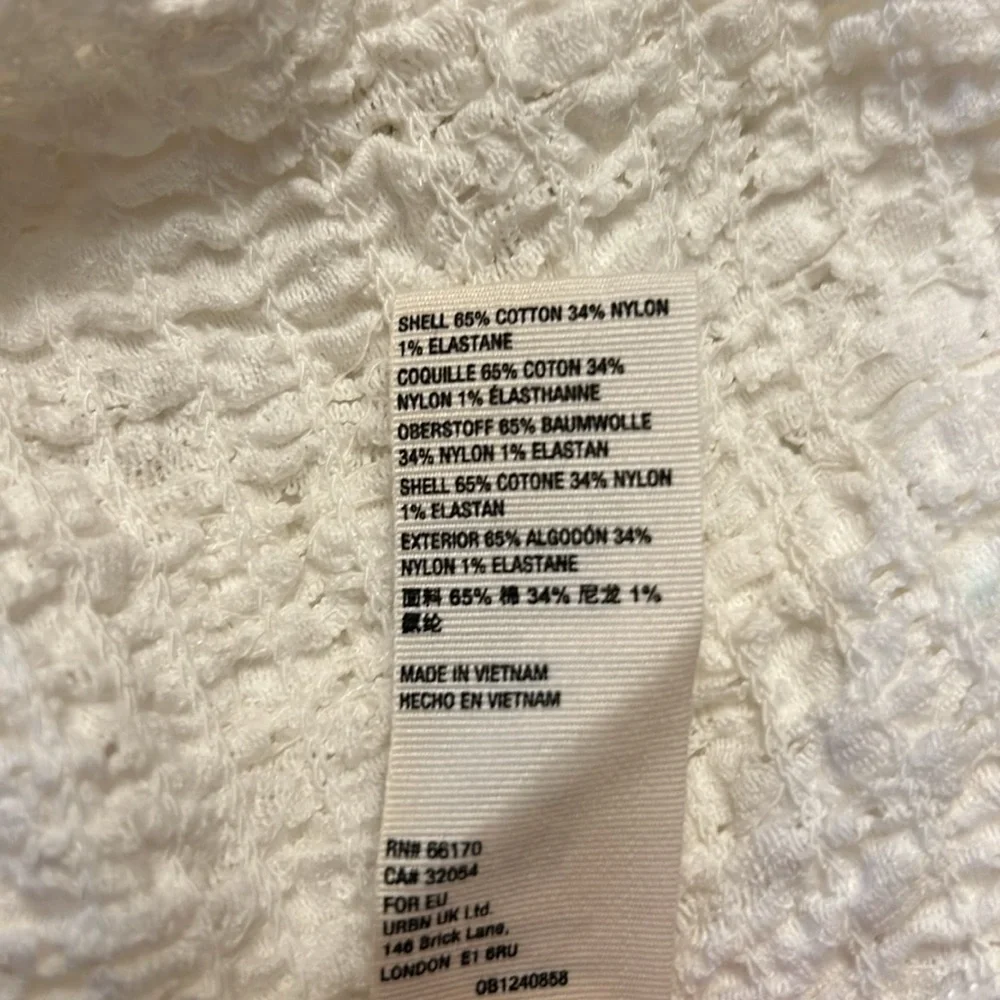 SHELL 65% COTTON 34% NYLON
1% ELASTANE
COQUILLE 65% COTON 34%
NYLON 1% ÉLASTHANNE
OBERSTOFF 65% BAUMWOLLE
34% NYLON 1% ELASTAN
SHELL 65% COTONE 34% NYLON
1% ELASTAN
EXTERIOR 65% ALGODÓN 34%
NYLON 1% ELASTANE
面料 65% 棉 34% 尼龙 1%
氨纶
MADE IN VIETNAM
HECHO EN VIETNAM
RN# 66170
CA# 32054
FOR EU
URBN UK Ltd.
146 Brick Lane,
LONDON E1 6RU
OB1240858